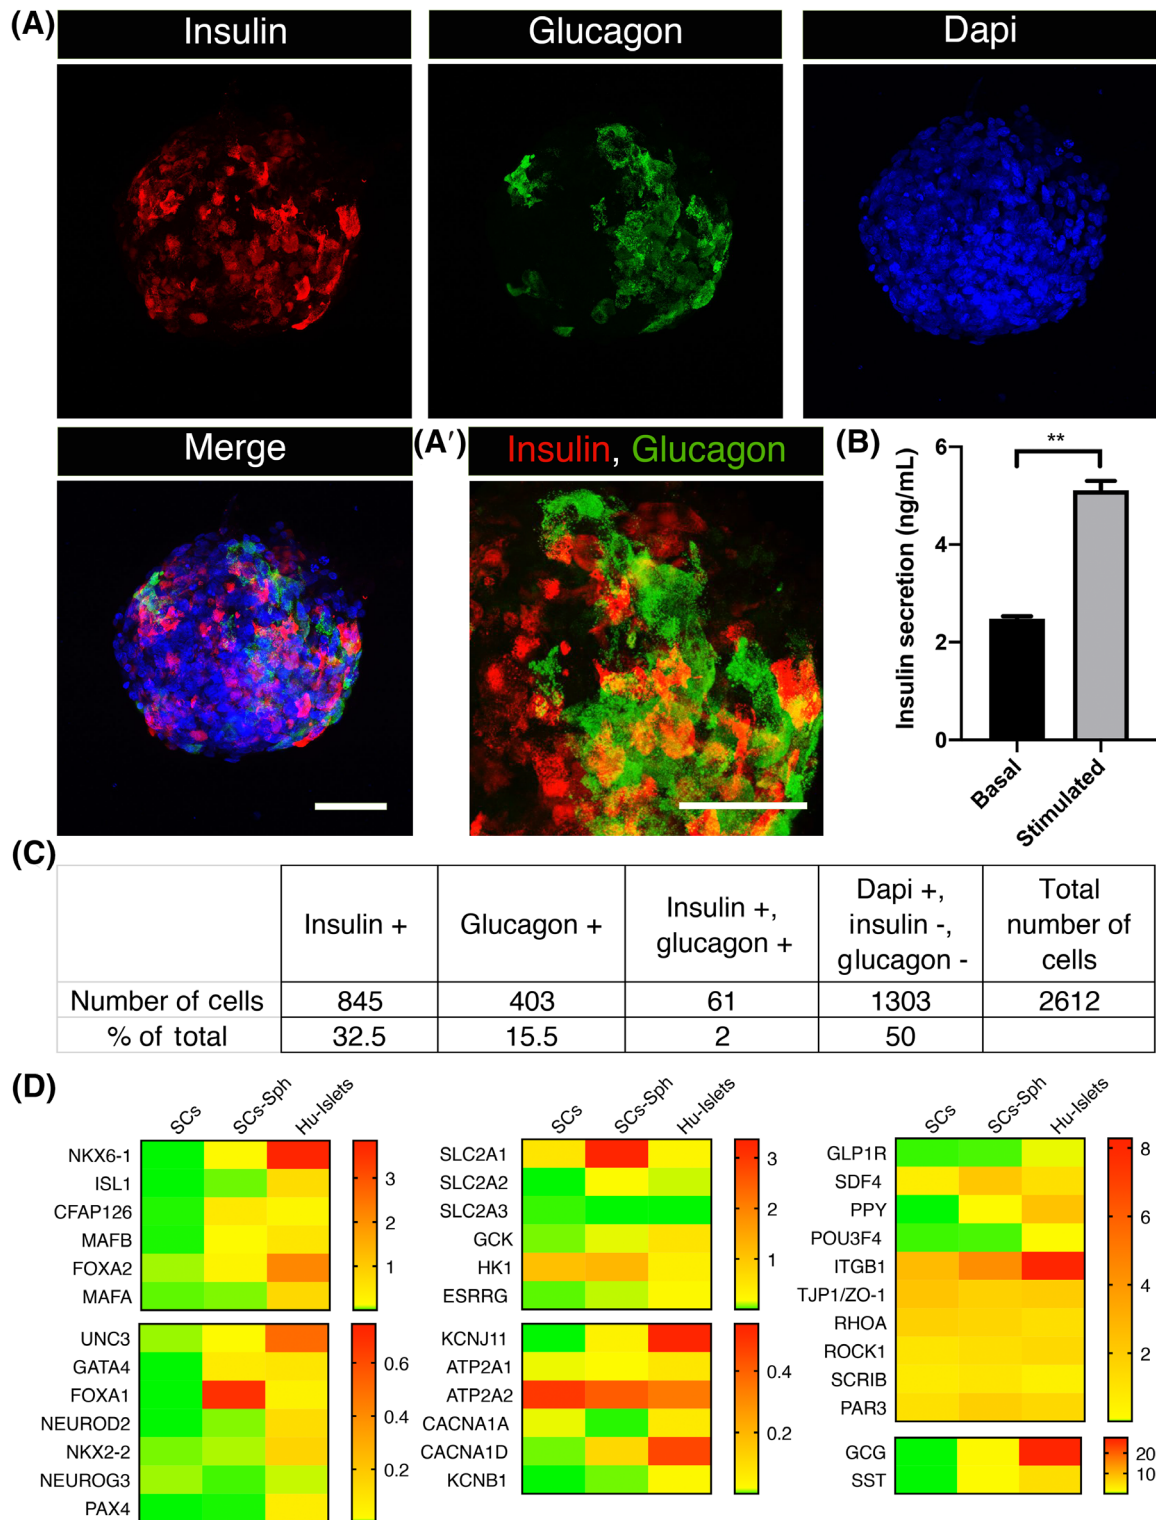 (A)
Insulin
Glucagon
Dapi
Merge
(A′)
Insulin, Glucagon
(B)
Insulin secretion (ng/mL)
6
4
2
0
**
Basal
Stimulated
(C)
Insulin +
Glucagon +
Insulin +,
glucagon +
Dapi +,
insulin -,
glucagon -
Total
number of
cells
Number of cells 845 403 61 1303 2612
% of total 32.5 15.5 2 50
(D)
SCs SCs-Sph Hu-Islets
NKX6-1
ISL1
CFAP126
MAFB
FOXA2
MAFA
3
2
1
UNC3
GATA4
FOXA1
NEUROD2
NKX2-2
NEUROG3
PAX4
0.6
0.4
0.2
SCs SCs-Sph Hu-Islets
SLC2A1
SLC2A2
SLC2A3
GCK
HK1
ESRRG
3
2
1
KCNJ11
ATP2A1
ATP2A2
CACNA1A
CACNA1D
KCNB1
0.4
0.2
SCs SCs-Sph Hu-Islets
GLP1R
SDF4
PPY
POU3F4
ITGB1
TJP1/ZO-1
RHOA
ROCK1
SCRIB
PAR3
8
6
4
2
GCG
SST
20
10